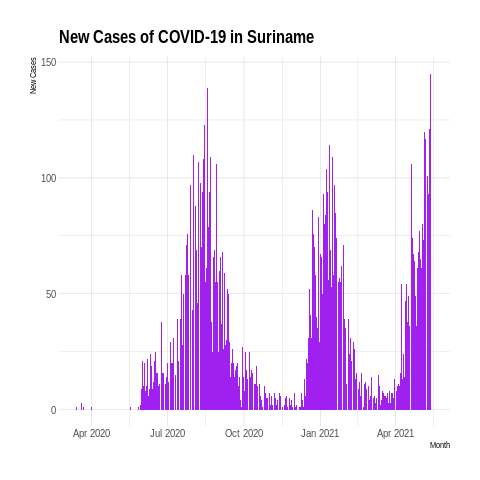 New Cases of COVID-19 in Suriname
New Cases
150
100
50
0
Apr 2020 Jul 2020 Oct 2020 Jan 2021 Apr 2021
Month